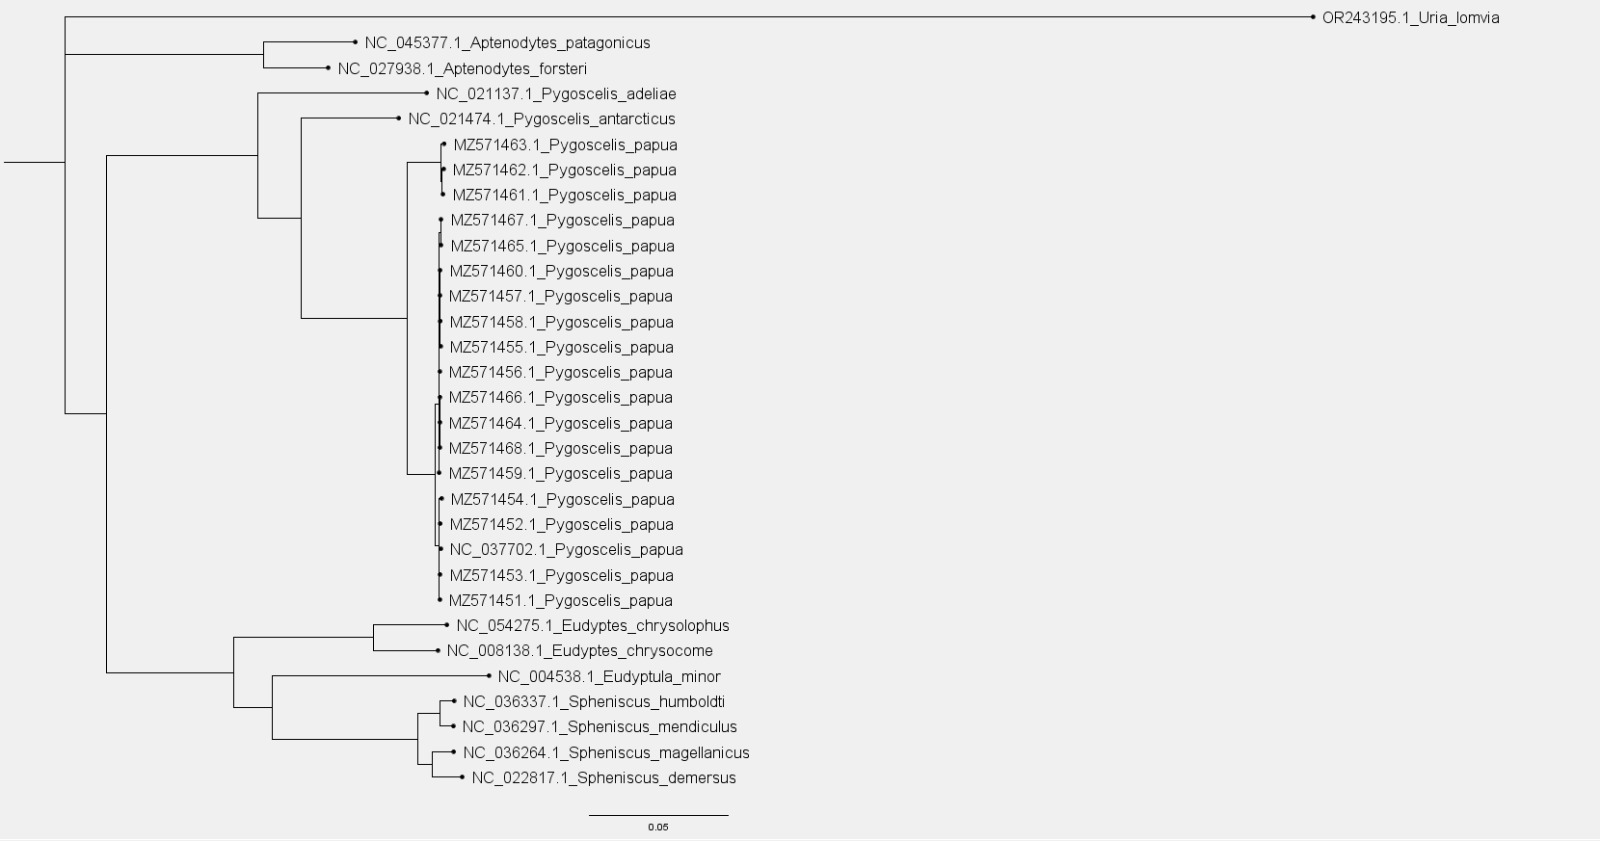 OR243195.1_Uria_lomvia
NC_045377.1_Aptenodytes_patagonicus
NC_027938.1_Aptenodytes_forsteri
NC_021137.1_Pygoscelis_adeliae
NC_021474.1_Pygoscelis_antarcticus
MZ571463.1_Pygoscelis_papua
MZ571462.1_Pygoscelis_papua
MZ571461.1_Pygoscelis_papua
MZ571467.1_Pygoscelis_papua
MZ571465.1_Pygoscelis_papua
MZ571460.1_Pygoscelis_papua
MZ571457.1_Pygoscelis_papua
MZ571458.1_Pygoscelis_papua
MZ571455.1_Pygoscelis_papua
MZ571456.1_Pygoscelis_papua
MZ571466.1_Pygoscelis_papua
MZ571464.1_Pygoscelis_papua
MZ571468.1_Pygoscelis_papua
MZ571459.1_Pygoscelis_papua
MZ571454.1_Pygoscelis_papua
MZ571452.1_Pygoscelis_papua
NC_037702.1_Pygoscelis_papua
MZ571453.1_Pygoscelis_papua
MZ571451.1_Pygoscelis_papua
NC_054275.1_Eudyptes_chrysolophus
NC_008138.1_Eudyptes_chrysocome
NC_004538.1_Eudyptula_minor
NC_036337.1_Spheniscus_humboldti
NC_036297.1_Spheniscus_mendiculus
NC_036264.1_Spheniscus_magellanicus
NC_022817.1_Spheniscus_demersus
0.05